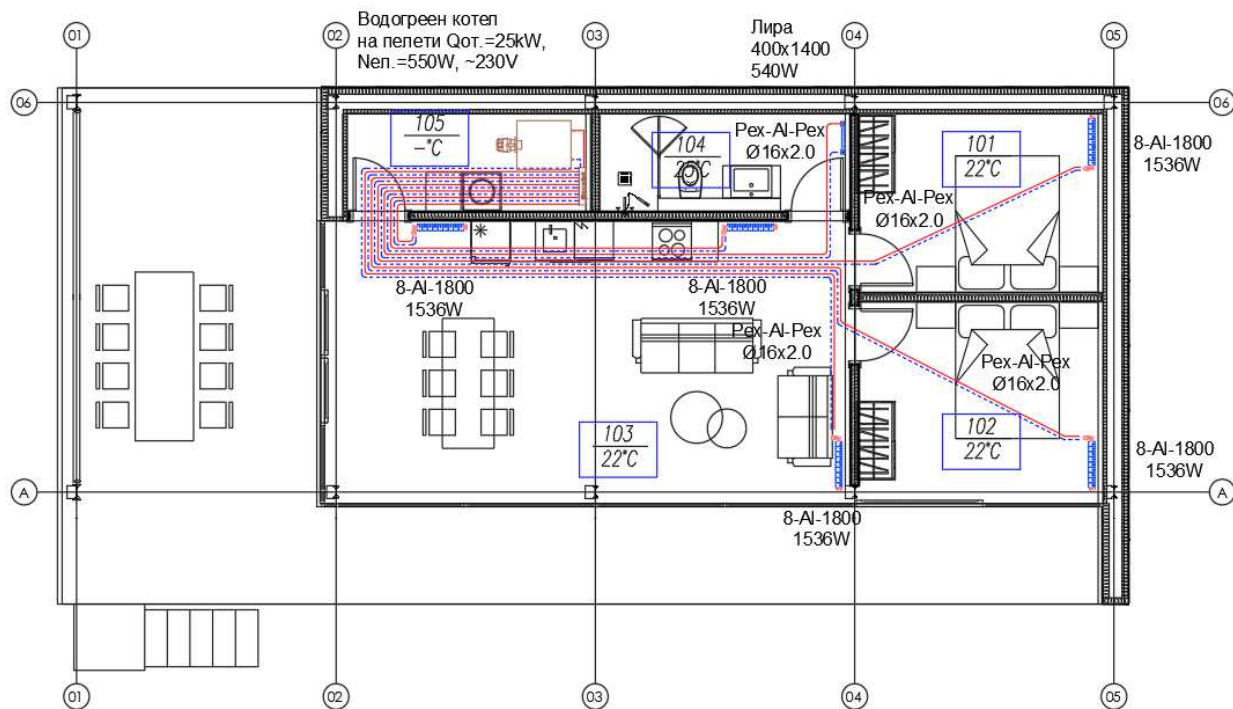 Водогреен котел
на пелети Qот.=25kW,
Nел.=550W, ~230V
Лира
400x1400
540W
01
02
03
04
05
06
06
105
-°C
104
Pex-Al-Pex
Ø16x2.0
101
22°C
8-Al-1800
1536W
Pex-Al-Pex
Ø16x2.0
8-Al-1800
1536W
8-Al-1800
1536W
Pex-Al-Pex
Ø16x2.0
Pex-Al-Pex
Ø16x2.0
103
22°C
102
22°C
8-Al-1800
1536W
A
A
8-Al-1800
1536W
01
02
03
04
05